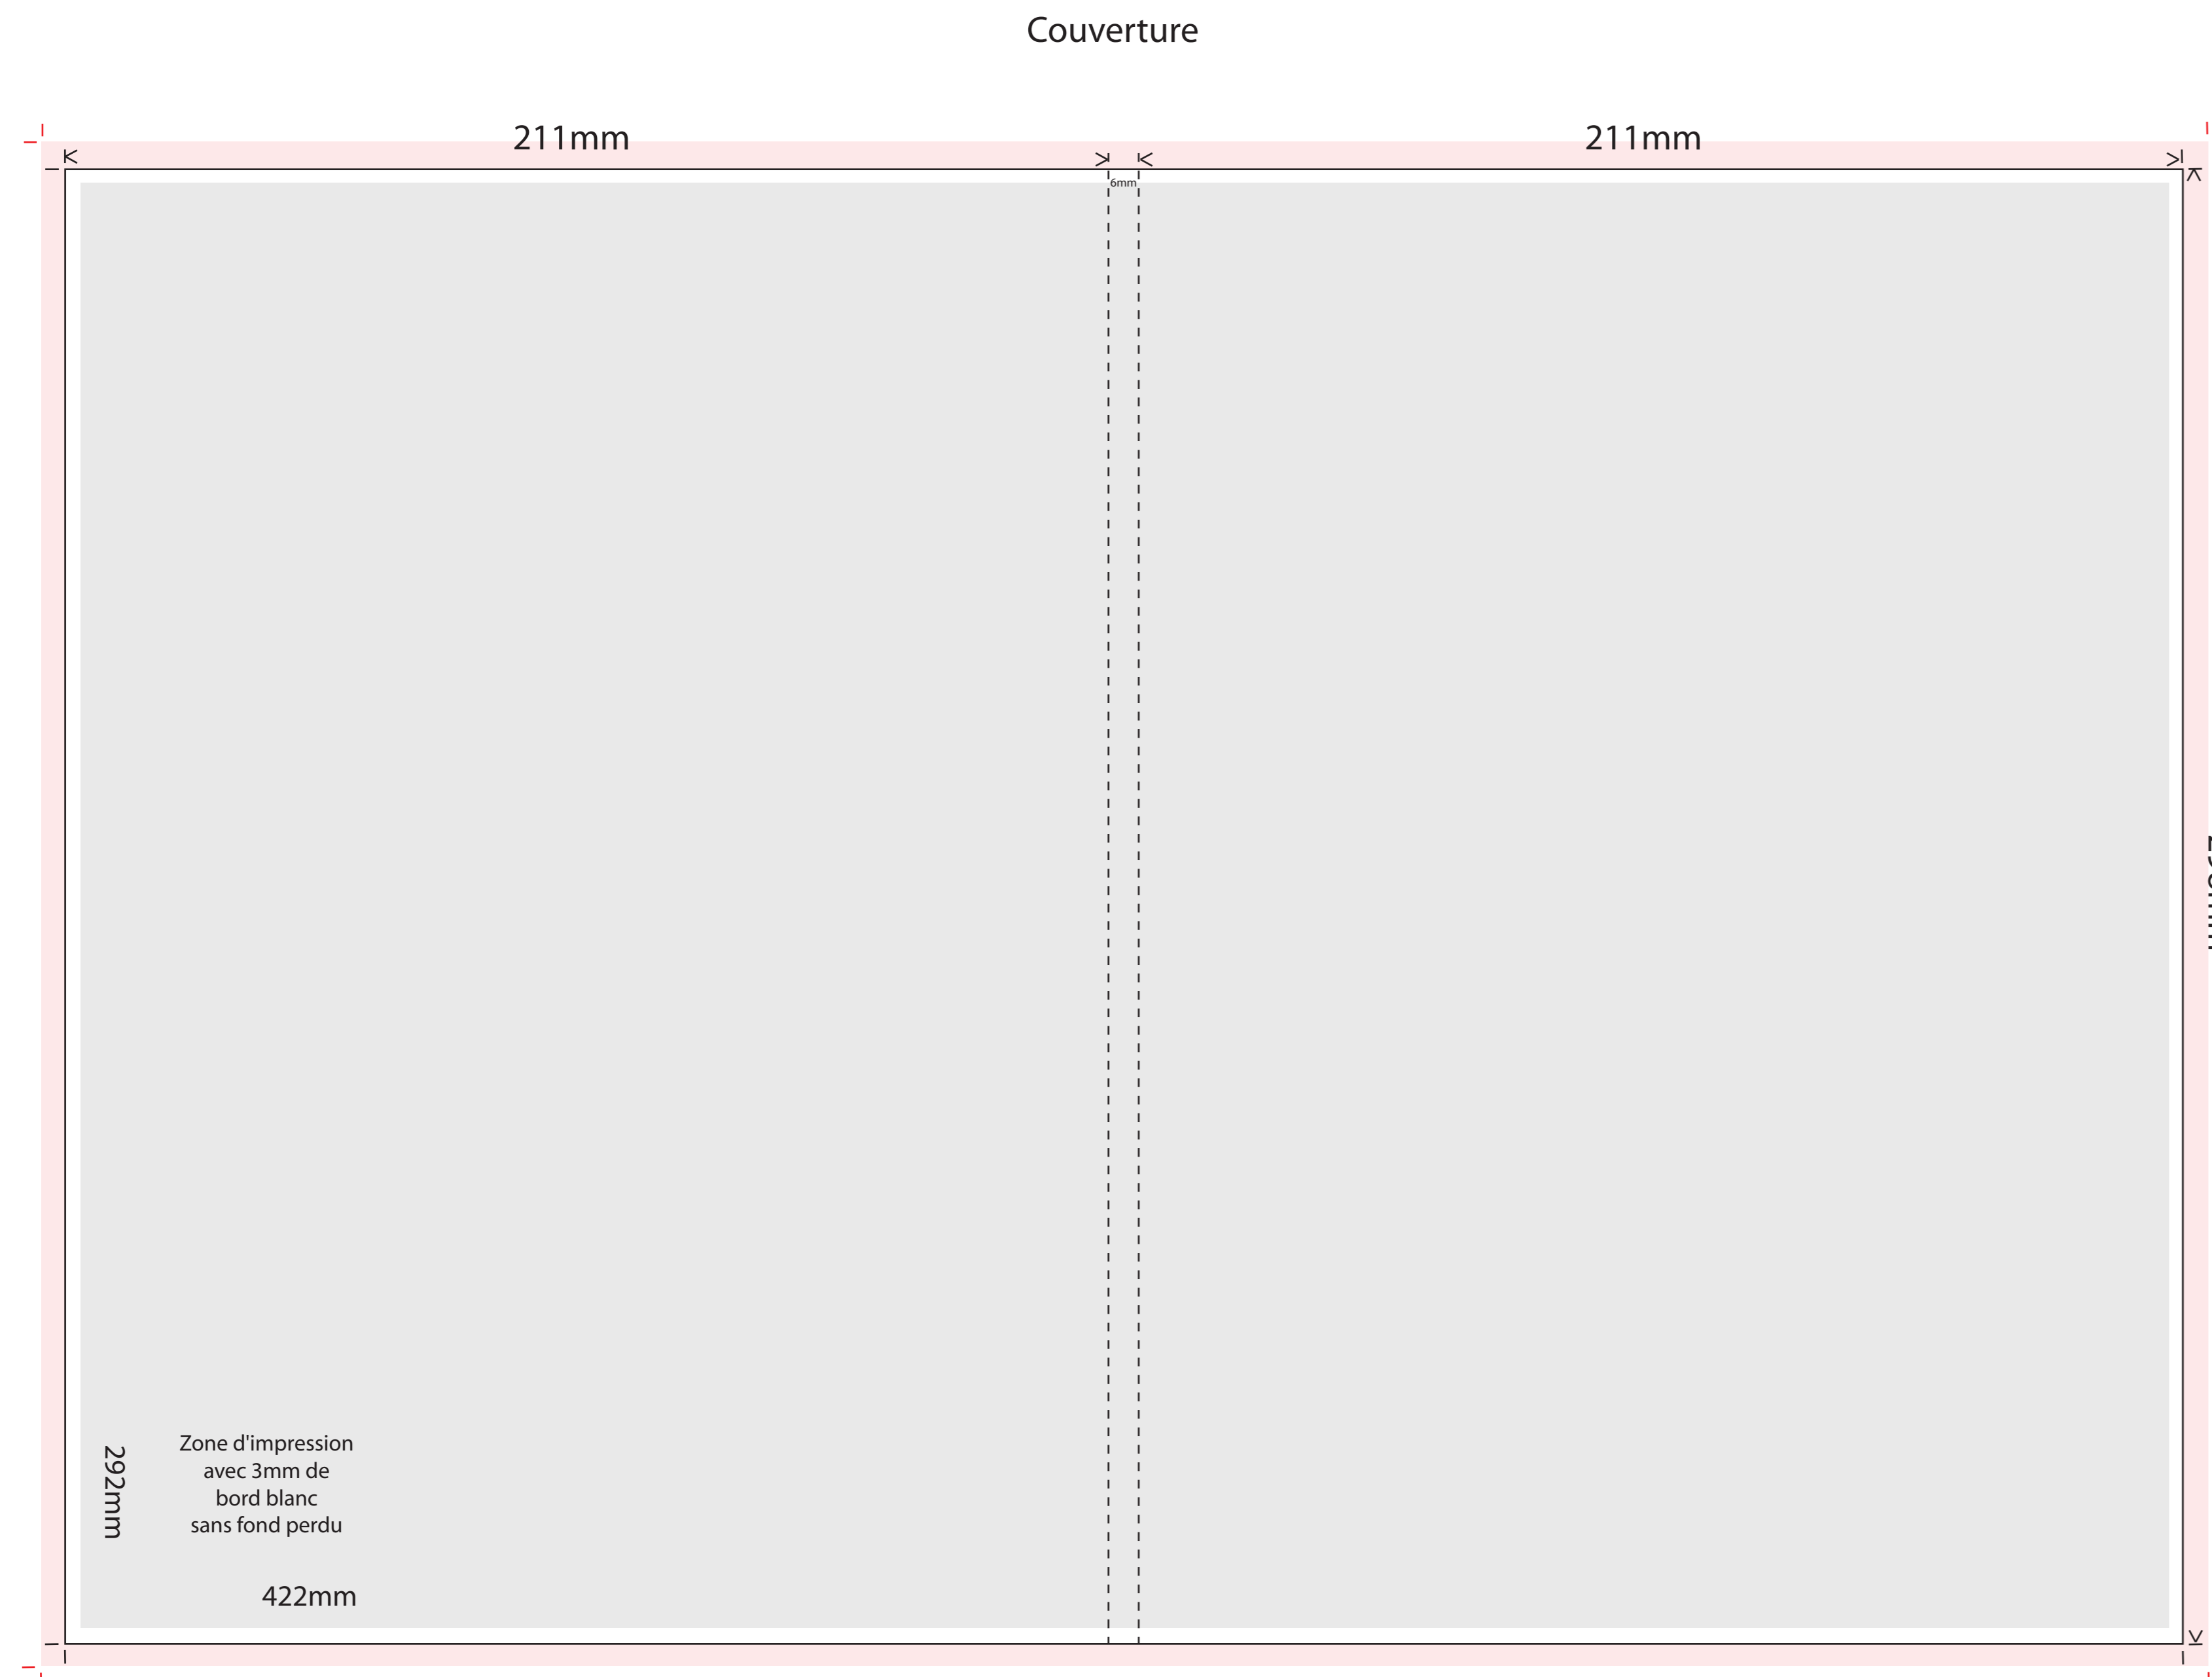 Couverture
211mm
211mm
6mm
Zone d'impression
avec 3mm de
bord blanc
sans fond perdu
292mm
422mm